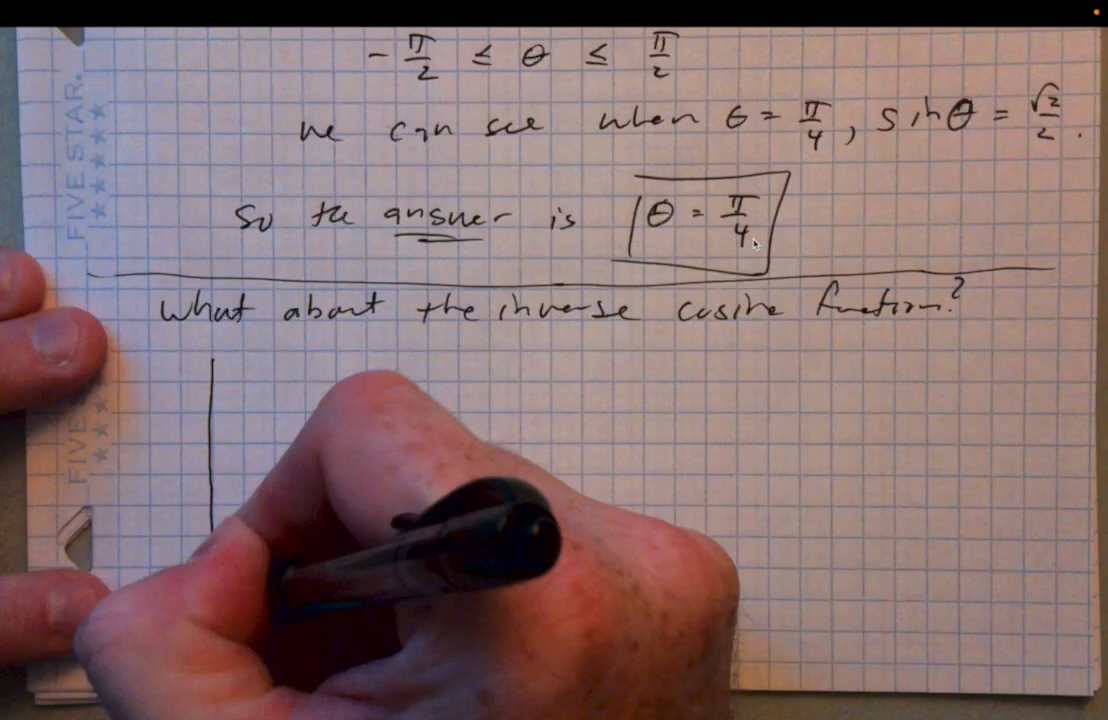 - π/2 ≤ θ ≤ π/2
we can see when θ = π/4, sinθ = √2/2.
So the answer is θ = π/4
What about the inverse cosine function?
FIVE STAR.
FIVE